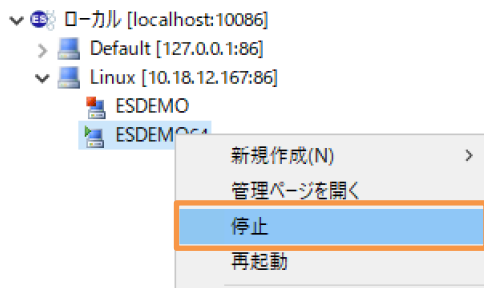 ES ローカル [localhost:10086]
Default [127.0.0.1:86]
Linux [10.18.12.167:86]
ESDEMO
ESDEMO64
新規作成(N)
管理ページを開く
停止
再起動